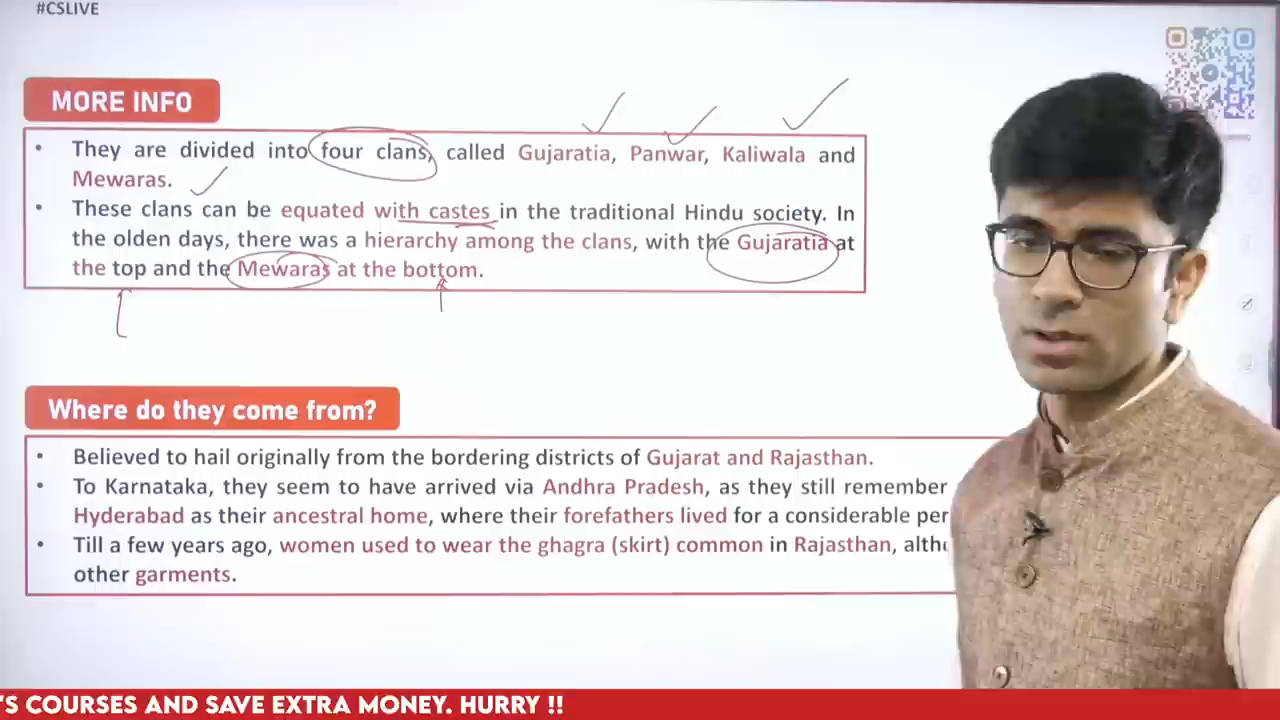 #CSLIVE
MORE INFO
• They are divided into four clans, called Gujaratia, Panwar, Kaliwala and
Mewaras.
• These clans can be equated with castes in the traditional Hindu society. In
the olden days, there was a hierarchy among the clans, with the Gujaratia at
the top and the Mewaras at the bottom.
Where do they come from?
• Believed to hail originally from the bordering districts of Gujarat and Rajasthan.
• To Karnataka, they seem to have arrived via Andhra Pradesh, as they still remember
Hyderabad as their ancestral home, where their forefathers lived for a considerable per
• Till a few years ago, women used to wear the ghagra (skirt) common in Rajasthan,
other garments.
'S COURSES AND SAVE EXTRA MONEY. HURRY !!